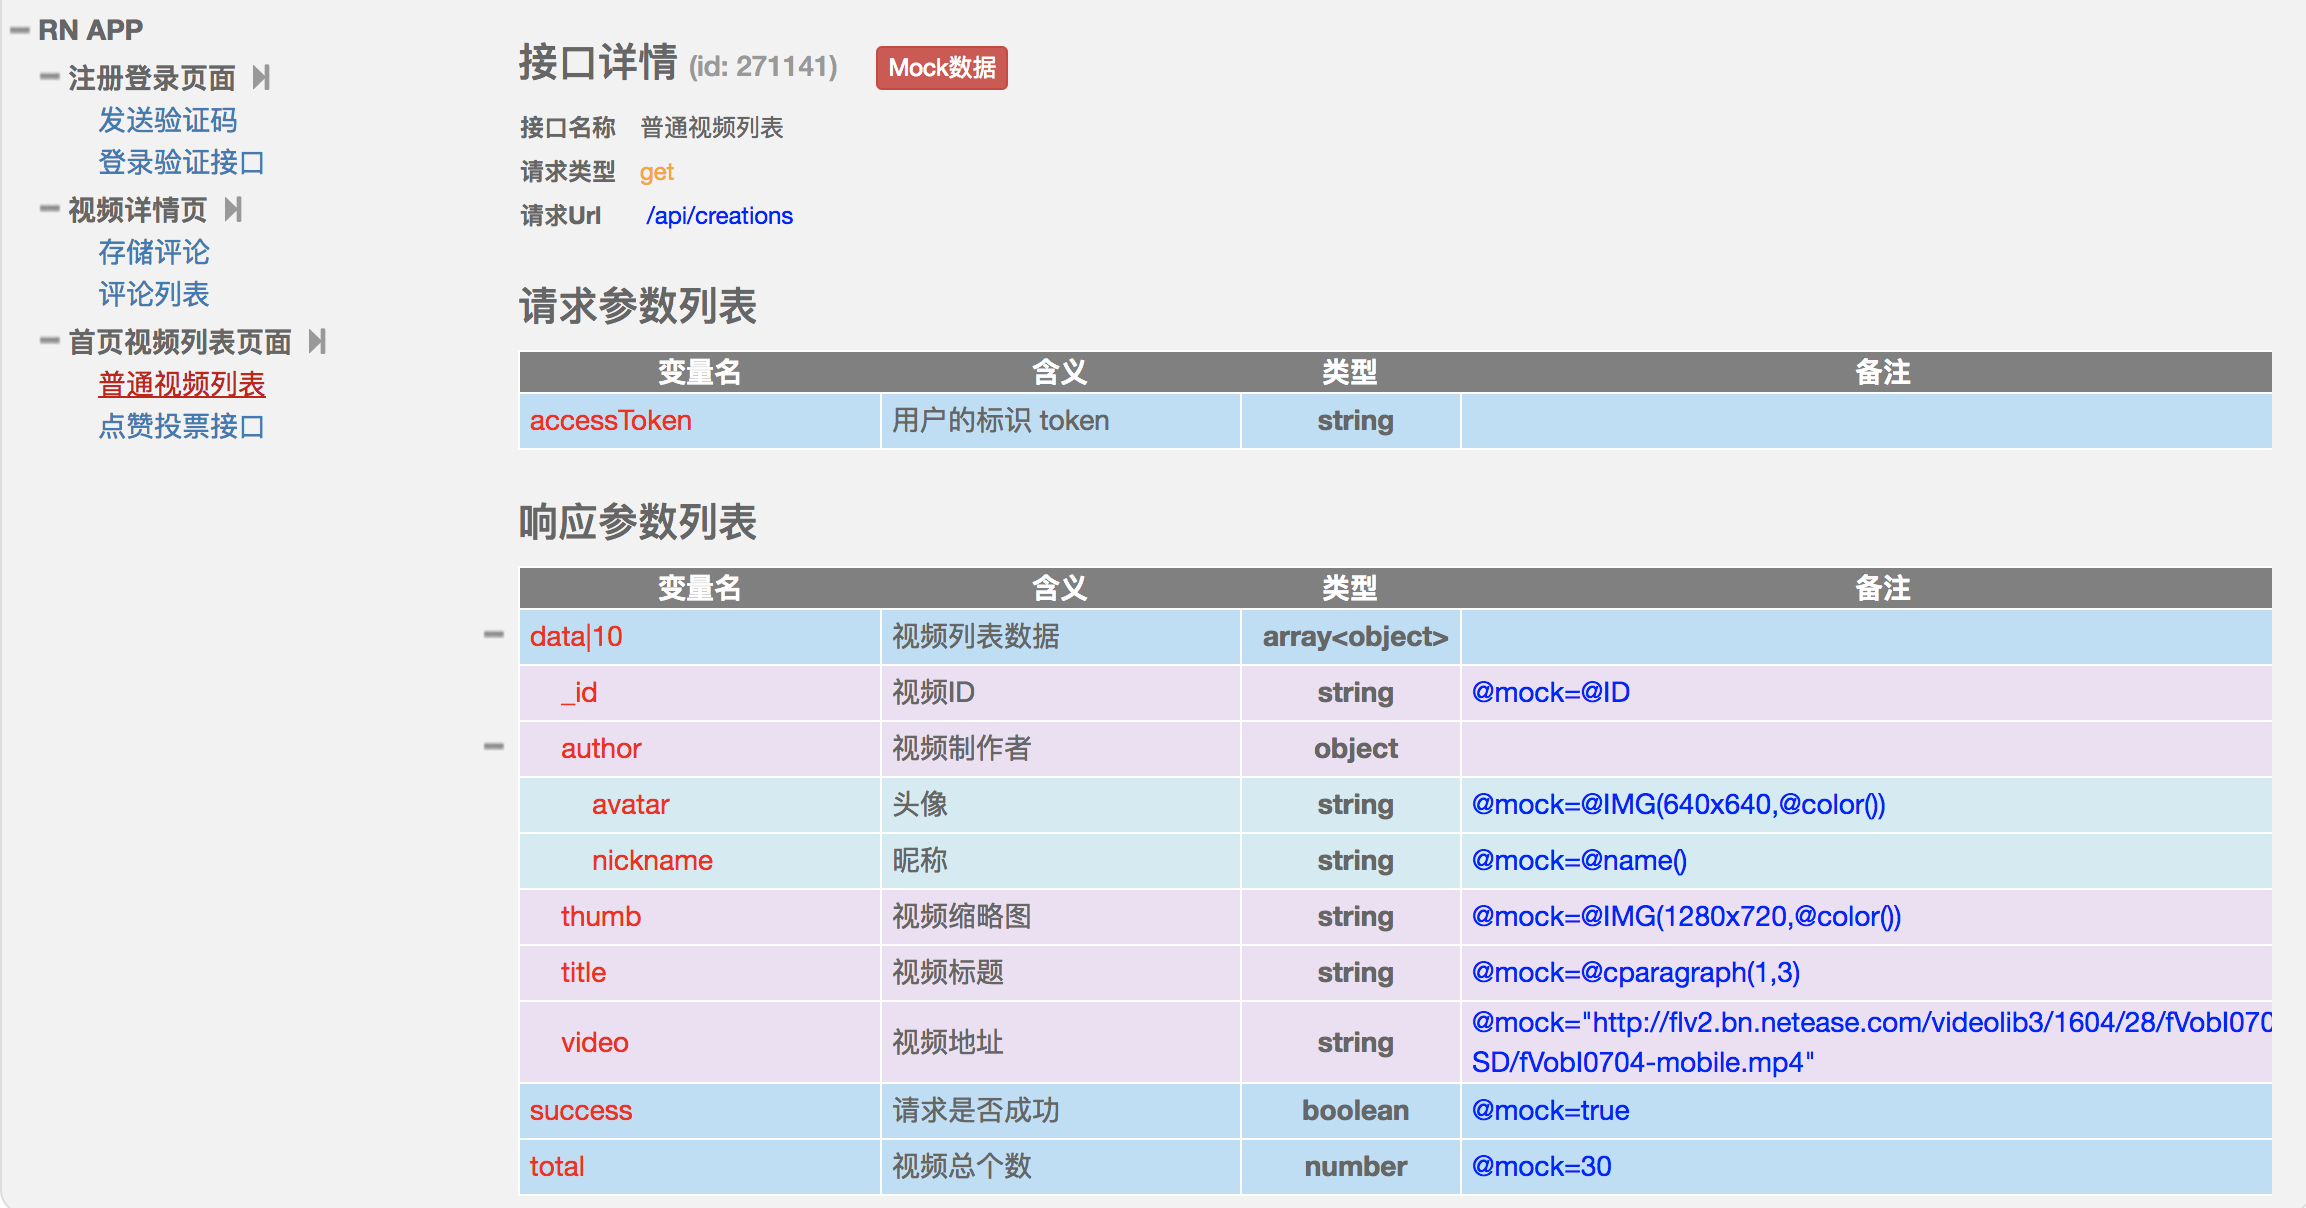 RN APP
注册登录页面
发送验证码
登录验证接口
视频详情页
存储评论
评论列表
首页视频列表页面
普通视频列表
点赞投票接口
接口详情 (id: 271141) Mock数据
接口名称 普通视频列表
请求类型 get
请求Url /api/creations
请求参数列表
变量名 含义 类型 备注
accessToken 用户的标识 token string
响应参数列表
变量名 含义 类型 备注
data|10 视频列表数据 array<object>
_id 视频ID string @mock=@ID
author 视频制作者 object
avatar 头像 string @mock=@IMG(640x640,@color())
nickname 昵称 string @mock=@name()
thumb 视频缩略图 string @mock=@IMG(1280x720,@color())
title 视频标题 string @mock=@cparagraph(1,3)
video 视频地址 string @mock="http://flv2.bn.netease.com/videolib3/1604/28/fVobI070
SD/fVobI0704-mobile.mp4"
success 请求是否成功 boolean @mock=true
total 视频总个数 number @mock=30